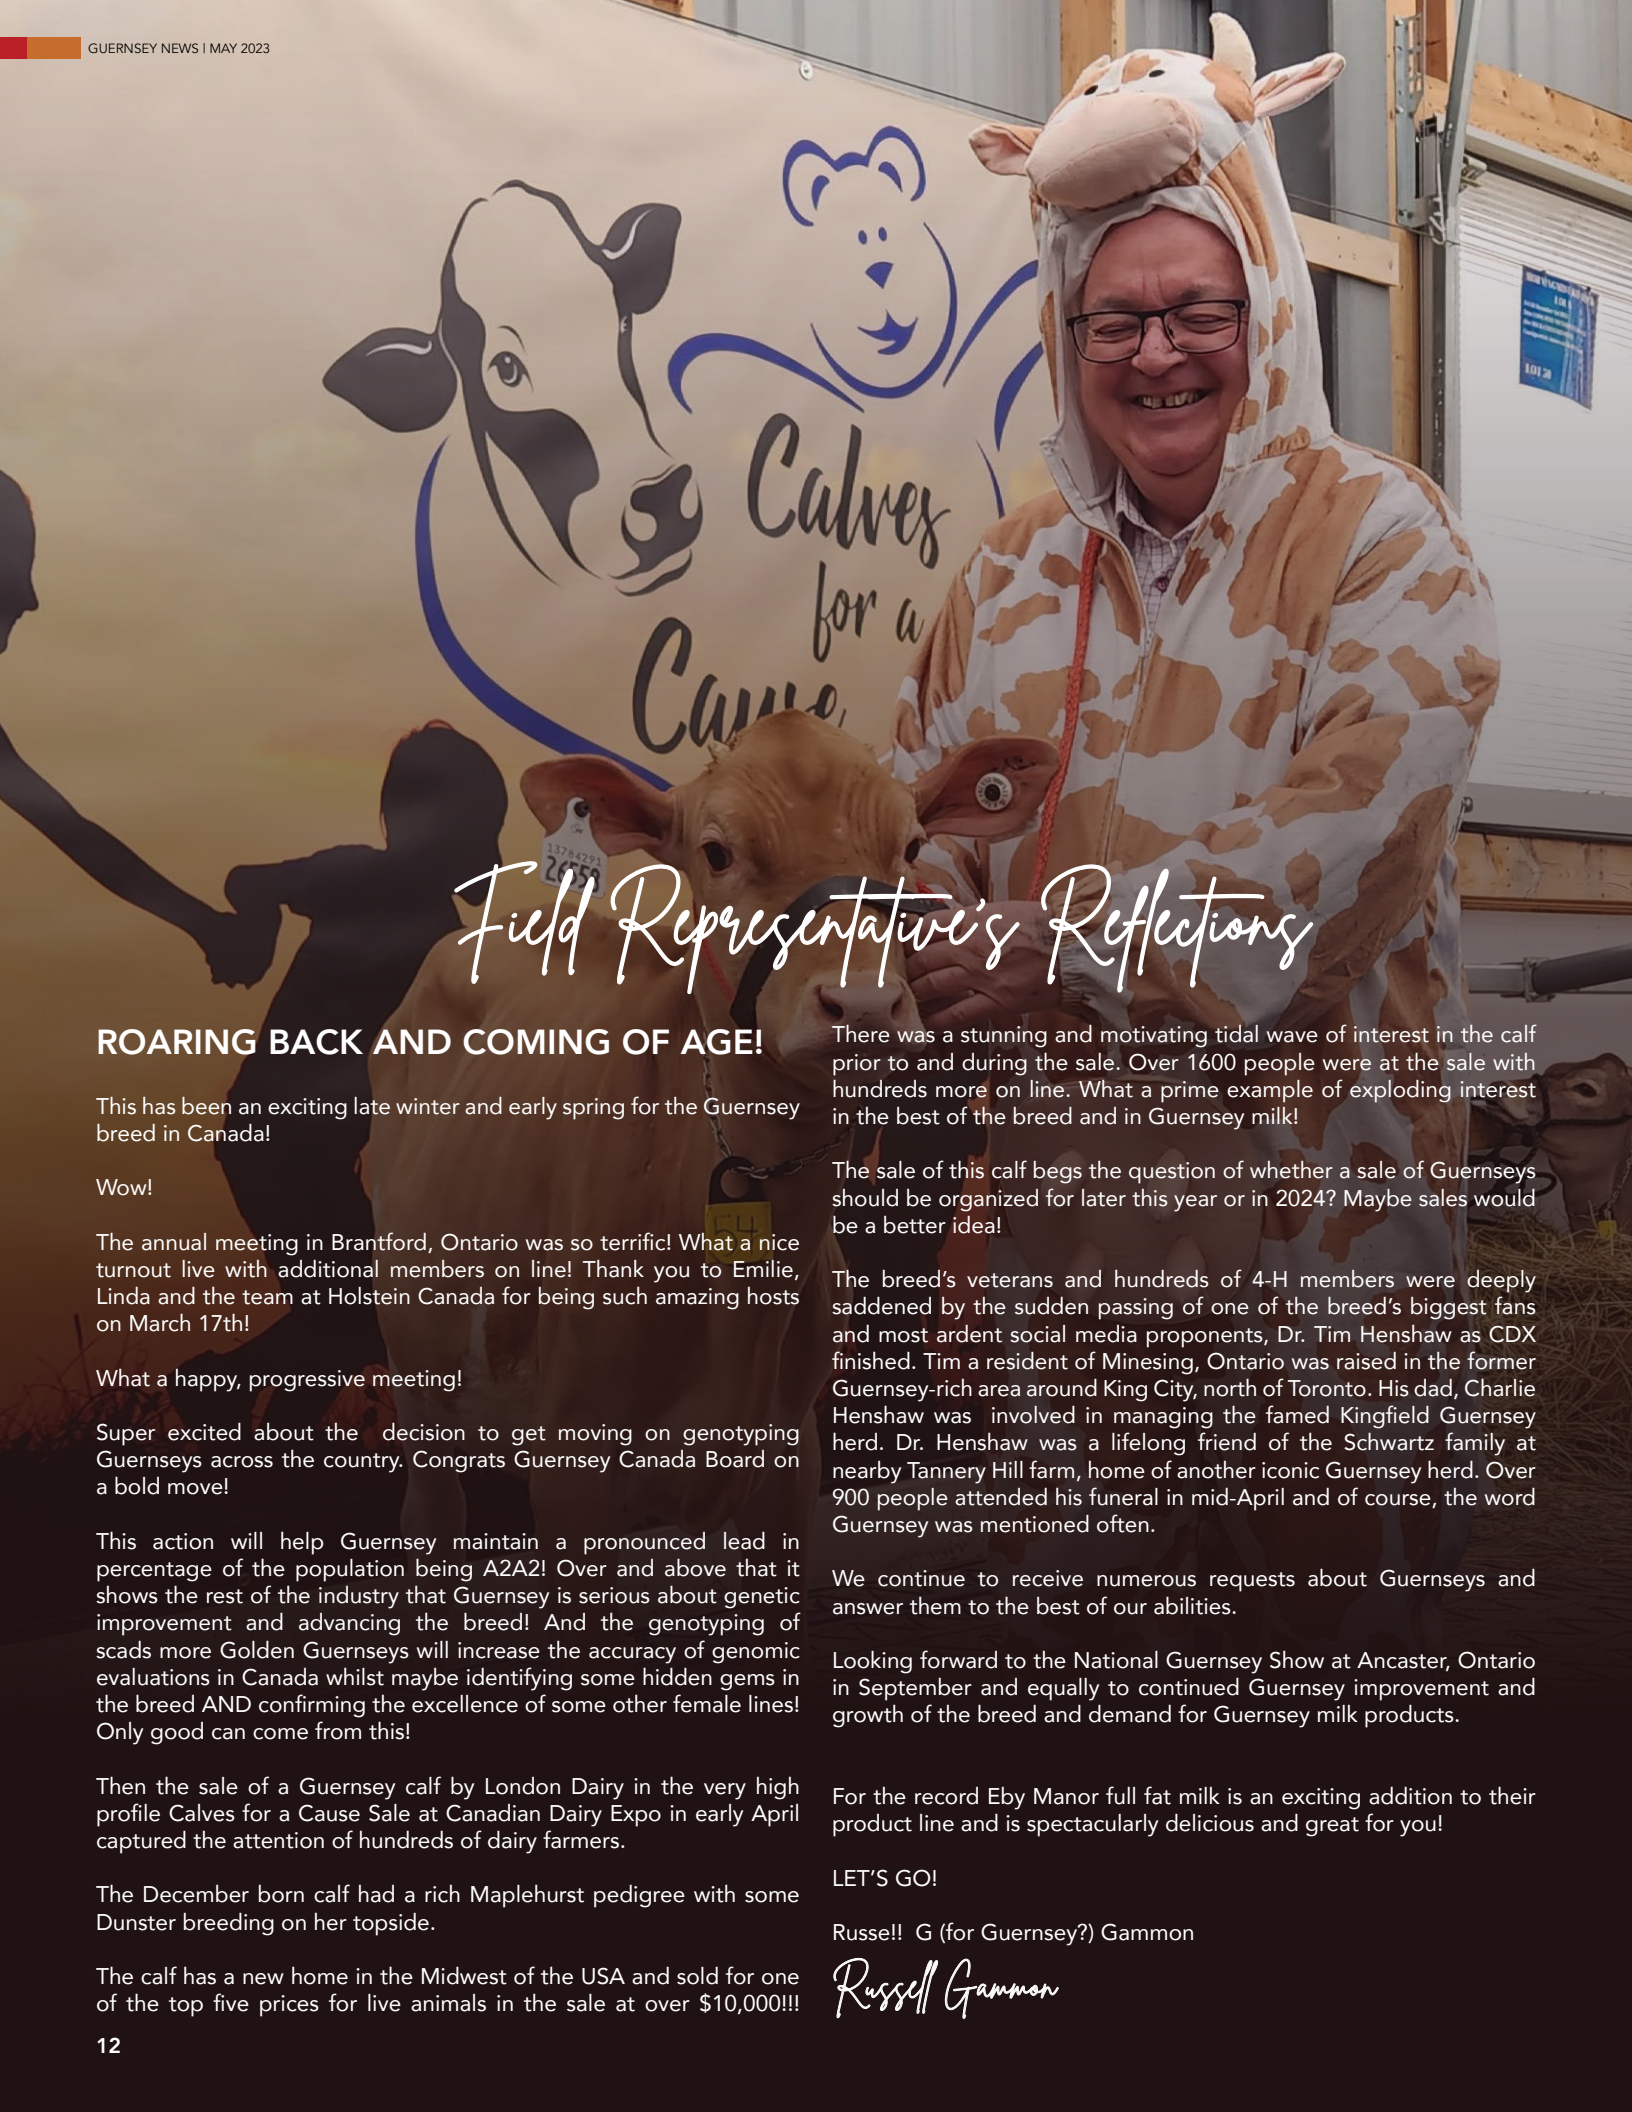 GUERNSEY NEWS | MAY 2023
Calves
for a
Cause
13784291
26559
Field Representative's Reflections
ROARING BACK AND COMING OF AGE!
This has been an exciting late winter and early spring for the Guernsey
breed in Canada!
Wow!
The annual meeting in Brantford, Ontario was so terrific! What a nice
turnout live with additional members on line! Thank you to Emilie,
Linda and the team at Holstein Canada for being such amazing hosts
on March 17th!
What a happy, progressive meeting!
Super excited about the decision to get moving on genotyping
Guernseys across the country. Congrats Guernsey Canada Board on
a bold move!
This action will help Guernsey maintain a pronounced lead in
percentage of the population being A2A2! Over and above that it
shows the rest of the industry that Guernsey is serious about genetic
improvement and advancing the breed! And the genotyping of
scads more Golden Guernseys will increase the accuracy of genomic
evaluations in Canada whilst maybe identifying some hidden gems in
the breed AND confirming the excellence of some other female lines!
Only good can come from this!
Then the sale of a Guernsey calf by London Dairy in the very high
profile Calves for a Cause Sale at Canadian Dairy Expo in early April
captured the attention of hundreds of dairy farmers.
The December born calf had a rich Maplehurst pedigree with some
Dunster breeding on her topside.
The calf has a new home in the Midwest of the USA and sold for one
of the top five prices for live animals in the sale at over $10,000!!!
54
There was a stunning and motivating tidal wave of interest in the calf
prior to and during the sale. Over 1600 people were at the sale with
hundreds more on line. What a prime example of exploding interest
in the best of the breed and in Guernsey milk!
The sale of this calf begs the question of whether a sale of Guernseys
should be organized for later this year or in 2024? Maybe sales would
be a better idea!
The breed's veterans and hundreds of 4-H members were deeply
saddened by the sudden passing of one of the breed's biggest fans
and most ardent social media proponents, Dr. Tim Henshaw as CDX
finished. Tim a resident of Minesing, Ontario was raised in the former
Guernsey-rich area around King City, north of Toronto. His dad, Charlie
Henshaw was involved in managing the famed Kingfield Guernsey
herd. Dr. Henshaw was a lifelong friend of the Schwartz family at
nearby Tannery Hill farm, home of another iconic Guernsey herd. Over
900 people attended his funeral in mid-April and of course, the word
Guernsey was mentioned often.
We continue to receive numerous requests about Guernseys and
answer them to the best of our abilities.
Looking forward to the National Guernsey Show at Ancaster, Ontario
in September and equally to continued Guernsey improvement and
growth of the breed and demand for Guernsey milk products.
For the record Eby Manor full fat milk is an exciting addition to their
product line and is spectacularly delicious and great for you!
LET'S GO!
Russe!! G (for Guernsey?) Gammon
Russell Gammon
12